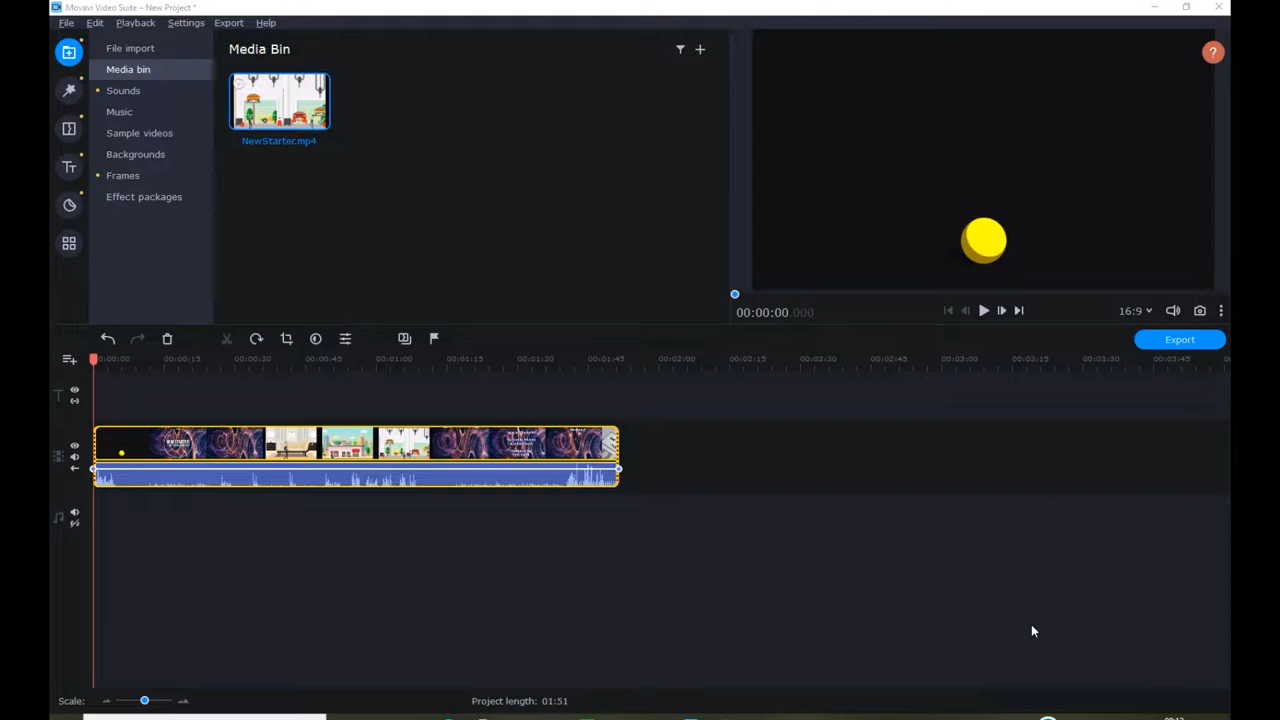 Movavi Video Suite – New Project *
File Edit Playback Settings Export Help
File import
Media bin
Sounds
Music
Sample videos
Backgrounds
Frames
Effect packages
Media Bin
NewStarter.mp4
?
00:00:00.000
16:9
Export
0:00:00 00:00:15 00:00:30 00:00:45 00:01:00 00:01:15 00:01:30 00:01:45 00:02:00 00:02:15 00:02:30 00:02:45 00:03:00 00:03:15 00:03:30 00:03:45
NEW STARTER
Scale:
Project length: 01:51